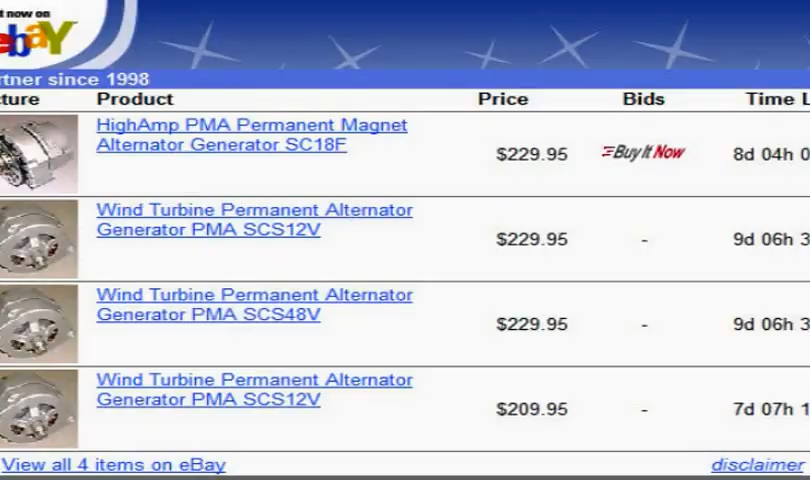 t now on
ebaY
rtner since 1998
cture Product Price Bids Time L
HighAmp PMA Permanent Magnet
Alternator Generator SC18F
$229.95 Buy It Now 8d 04h 0
Wind Turbine Permanent Alternator
Generator PMA SCS12V
$229.95 - 9d 06h 3
Wind Turbine Permanent Alternator
Generator PMA SCS48V
$229.95 - 9d 06h 3
Wind Turbine Permanent Alternator
Generator PMA SCS12V
$209.95 - 7d 07h 1
View all 4 items on eBay disclaimer